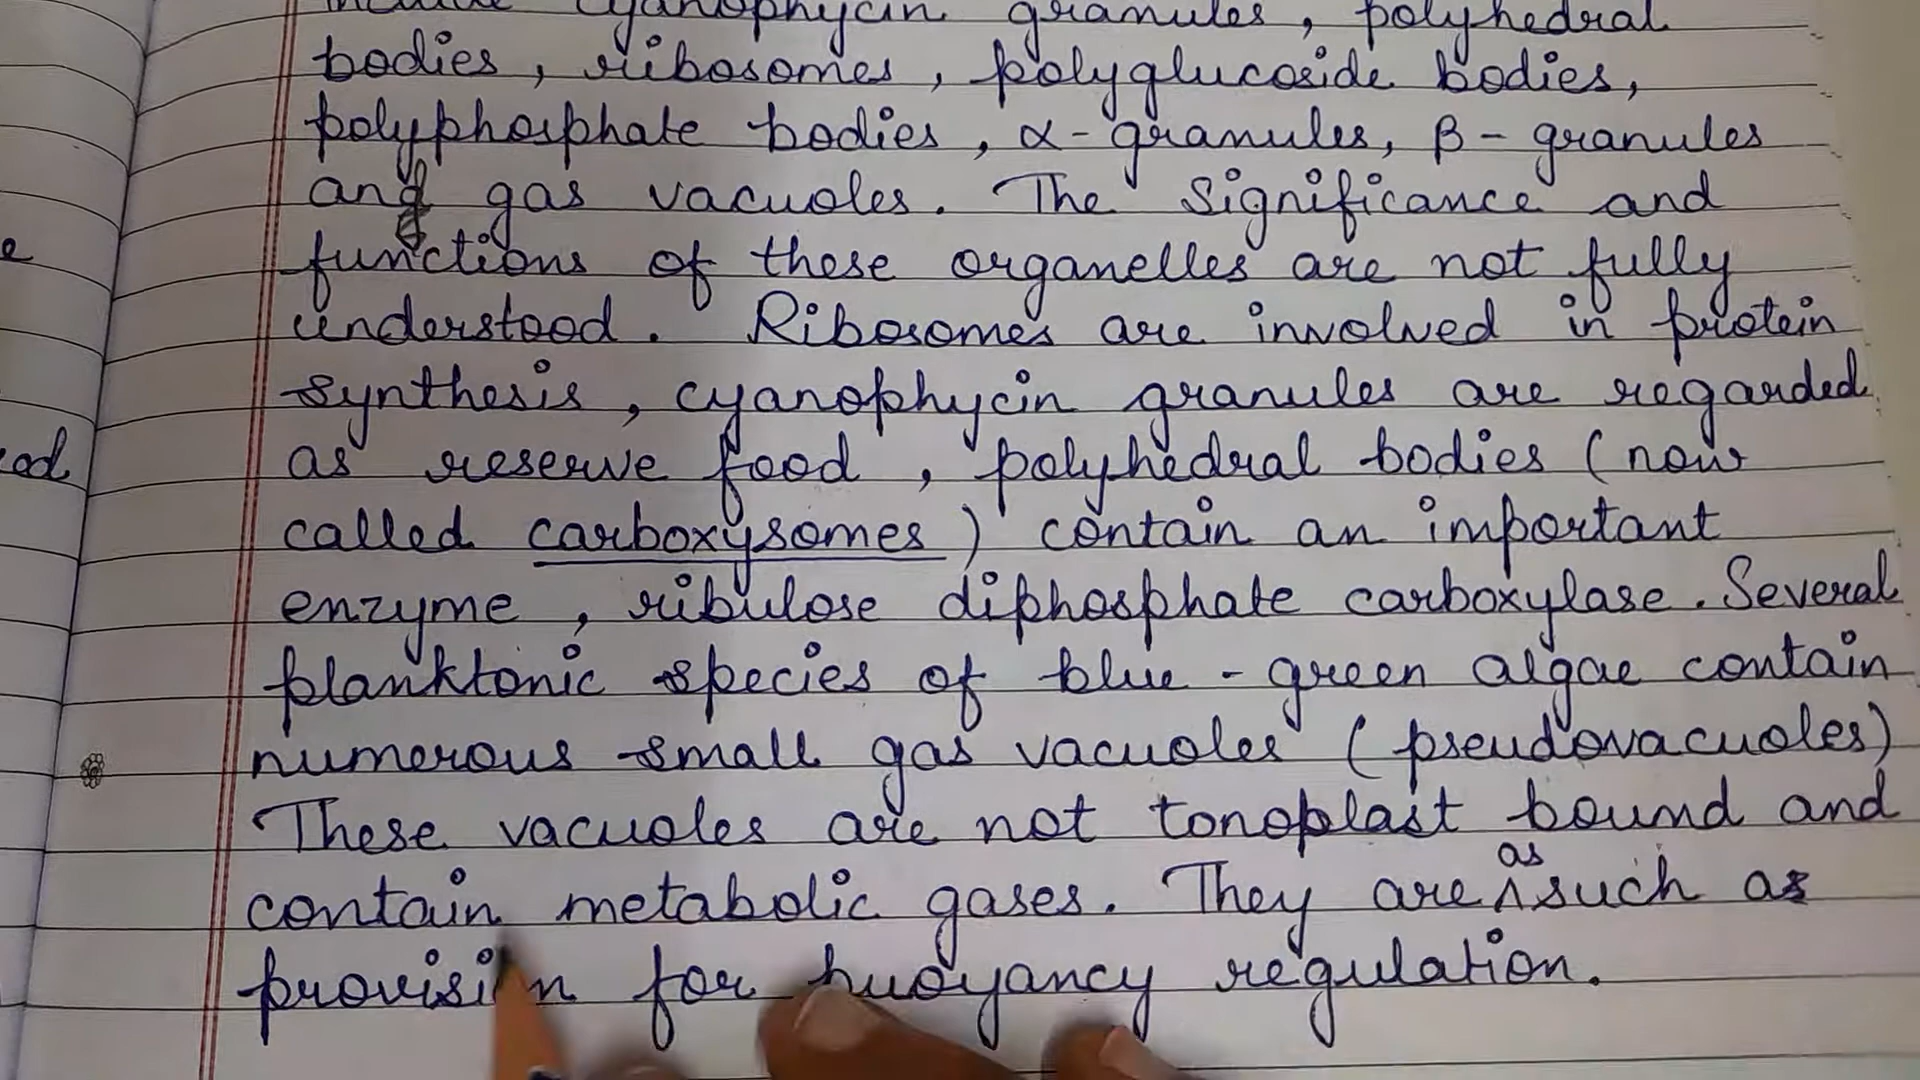 include cyanophycin granules, polyhedral
bodies, ribosomes, polyglucoside bodies,
polyphosphate bodies, α-granules, β-granules
and gas vacuoles. The significance and
functions of these organelles are not fully
understood. Ribosomes are involved in protein
synthesis, cyanophycin granules are regarded
as reserve food, polyhedral bodies (now
called carboxysomes) contain an important
enzyme, ribulose diphosphate carboxylase. Several
planktonic species of blue-green algae contain
numerous small gas vacuoles (pseudovacuoles)
These vacuoles are not tonoplast bound and
contain metabolic gases. They are as such as
provision for buoyancy regulation.